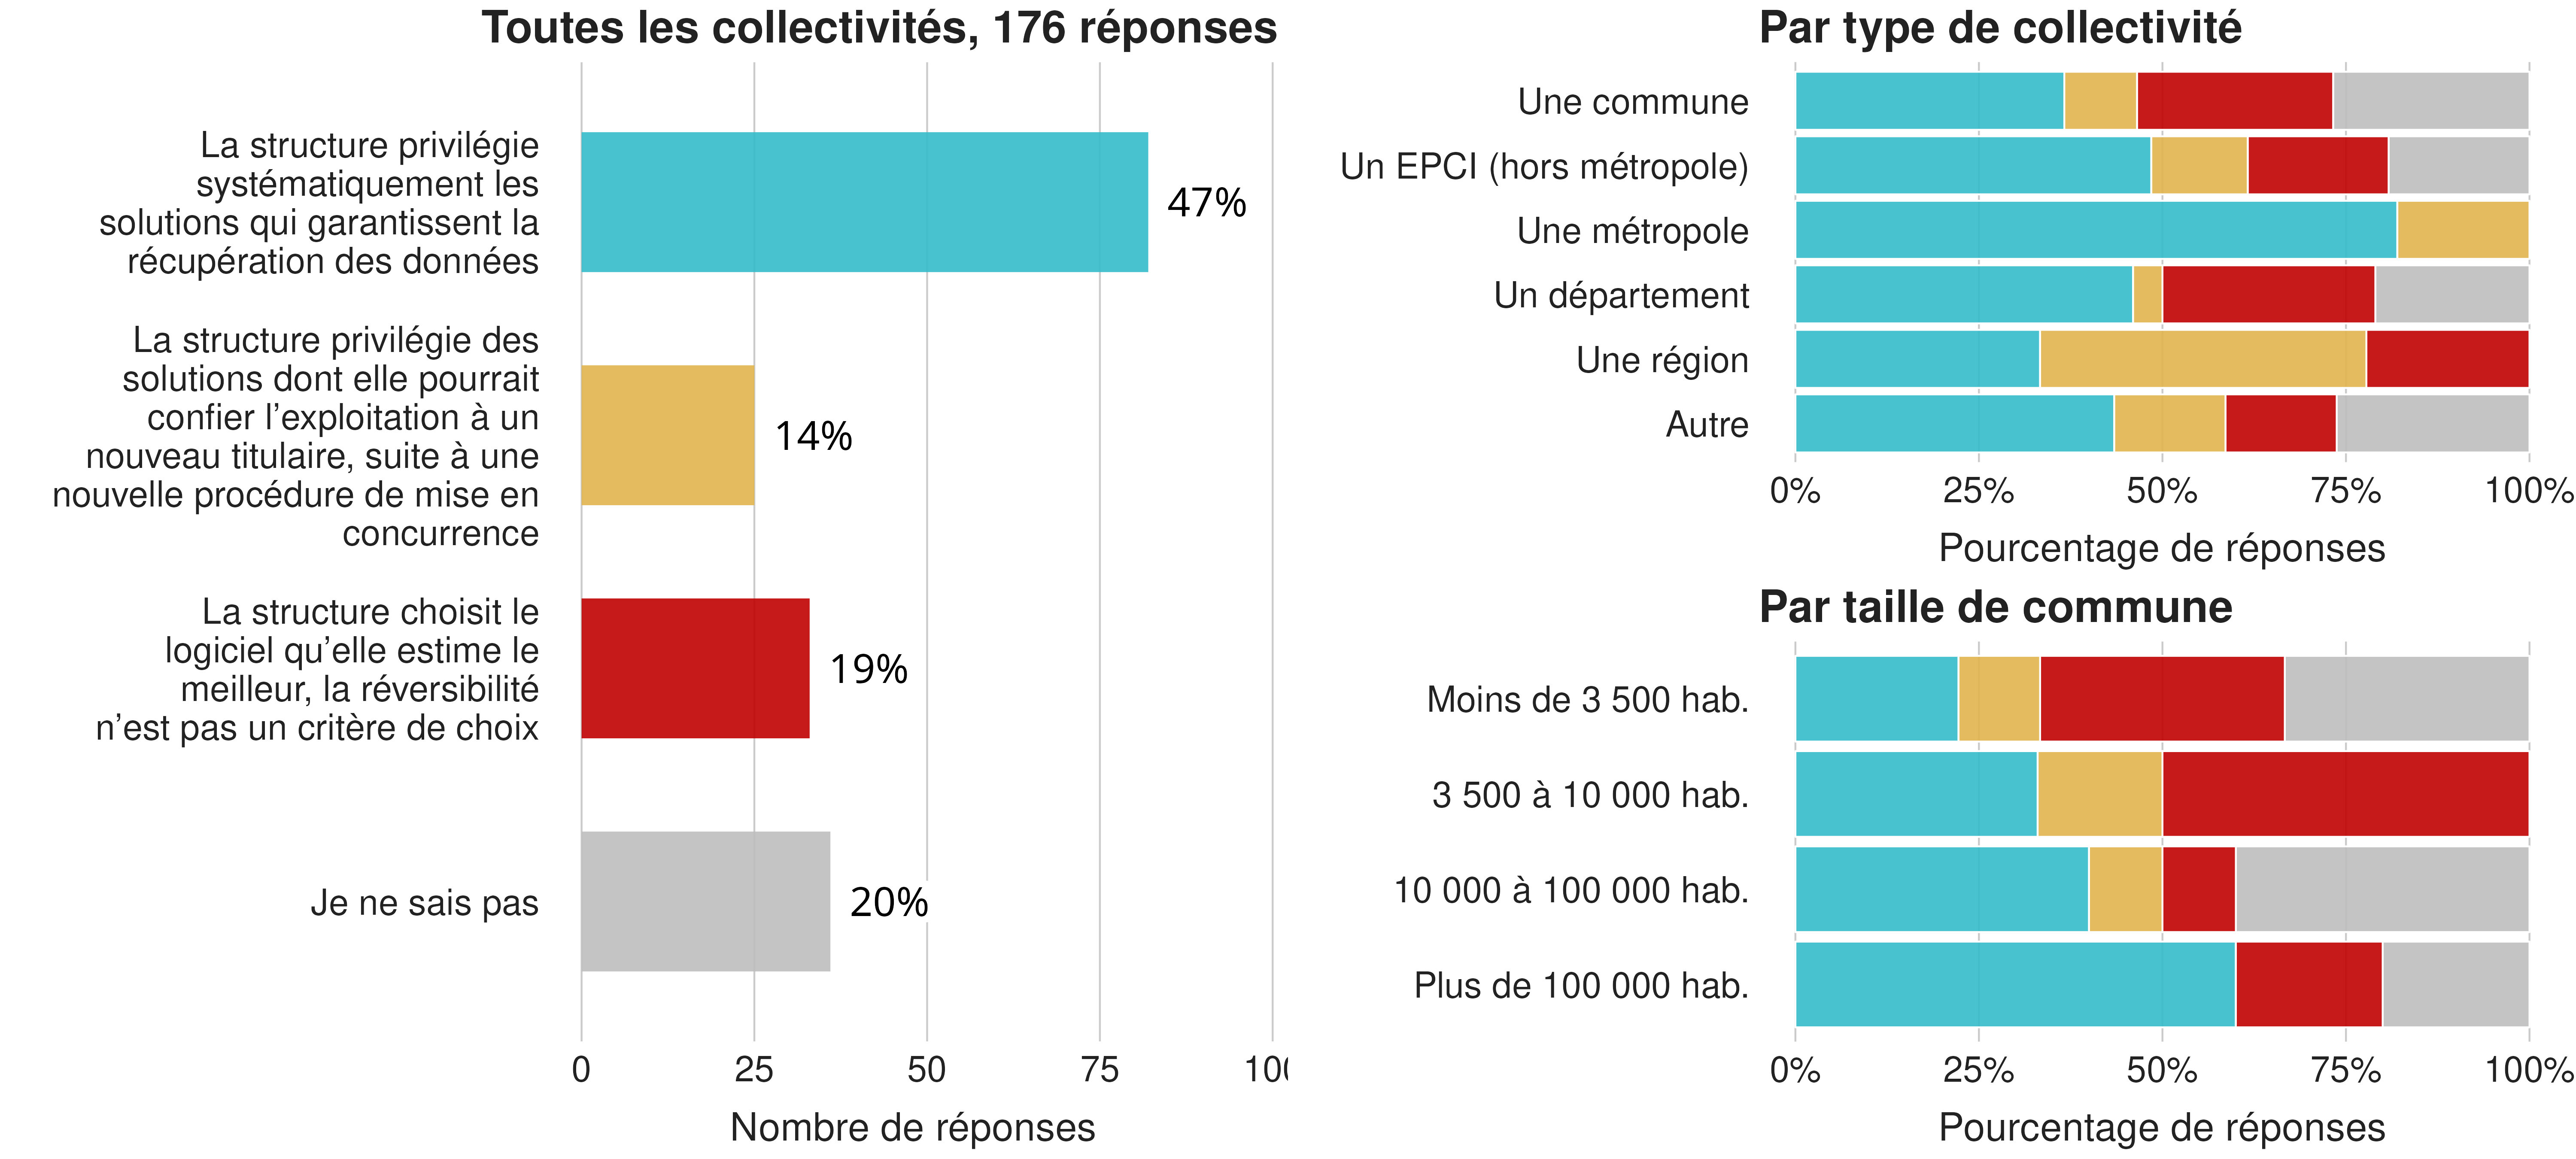 Toutes les collectivités, 176 réponses
La structure privilégie
systématiquement les
solutions qui garantissent la
récupération des données
47%
La structure privilégie des
solutions dont elle pourrait
confier l’exploitation à un
nouveau titulaire, suite à une
nouvelle procédure de mise en
concurrence
14%
La structure choisit le
logiciel qu’elle estime le
meilleur, la réversibilité
n’est pas un critère de choix
19%
Je ne sais pas
20%
0 25 50 75
Nombre de réponses
Par type de collectivité
Une commune
Un EPCI (hors métropole)
Une métropole
Un département
Une région
Autre
0% 25% 50% 75% 100%
Pourcentage de réponses
Par taille de commune
Moins de 3 500 hab.
3 500 à 10 000 hab.
10 000 à 100 000 hab.
Plus de 100 000 hab.
0% 25% 50% 75% 100%
Pourcentage de réponses